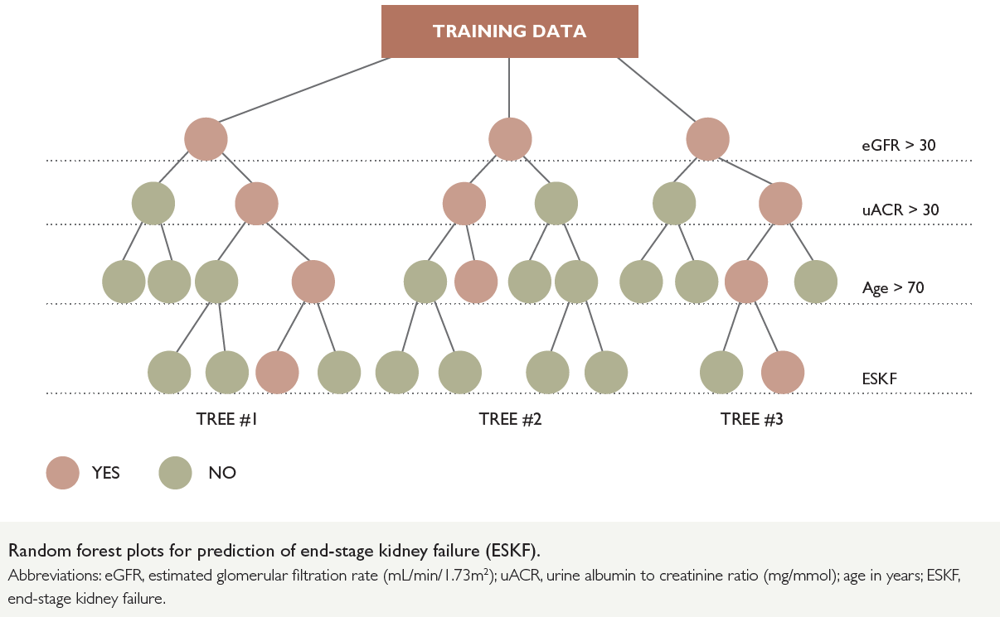 TRAINING DATA
eGFR > 30
uACR > 30
Age > 70
ESKF
TREE #1
TREE #2
TREE #3
YES
NO
Random forest plots for prediction of end-stage kidney failure (ESKF).
Abbreviations: eGFR, estimated glomerular filtration rate (mL/min/1.73m²); uACR, urine albumin to creatinine ratio (mg/mmol); age in years; ESKF,
end-stage kidney failure.